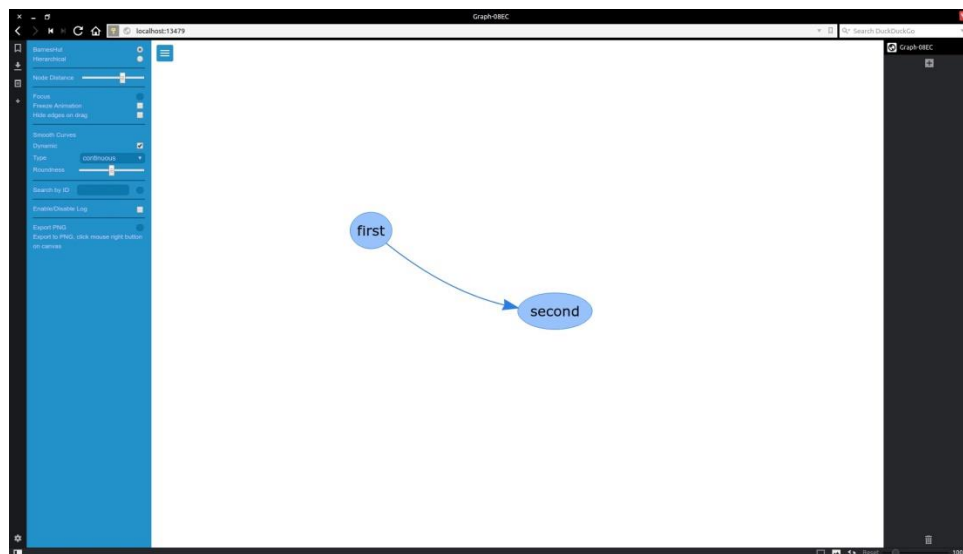 Graph-08EC
localhost:13479
Search DuckDuckGo
BarnesHut
Hierarchical
Node Distance
Focus
Freeze Animation
Hide edges on drag
Smooth Curves
Dynamic
Type
continuous
Roundness
Search by ID
Enable/Disable Log
Export PNG
Export to PNG, click mouse right button
on canvas
first
second
Graph-08EC
Reset
100